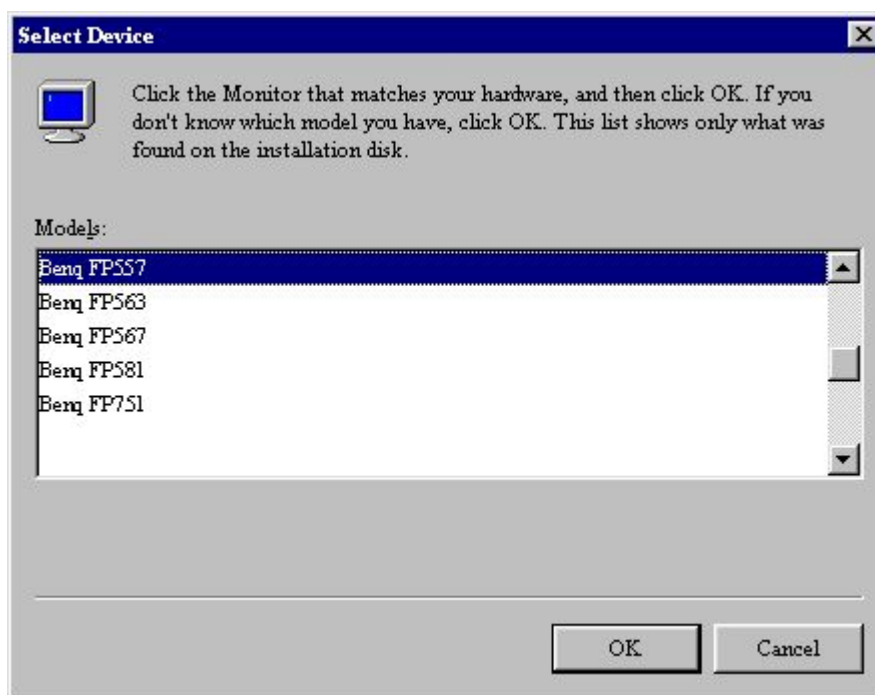 Select Device
Click the Monitor that matches your hardware, and then click OK. If you
don't know which model you have, click OK. This list shows only what was
found on the installation disk.
Models:
Benq FP557
Benq FP563
Benq FP567
Benq FP581
Benq FP751
OK
Cancel